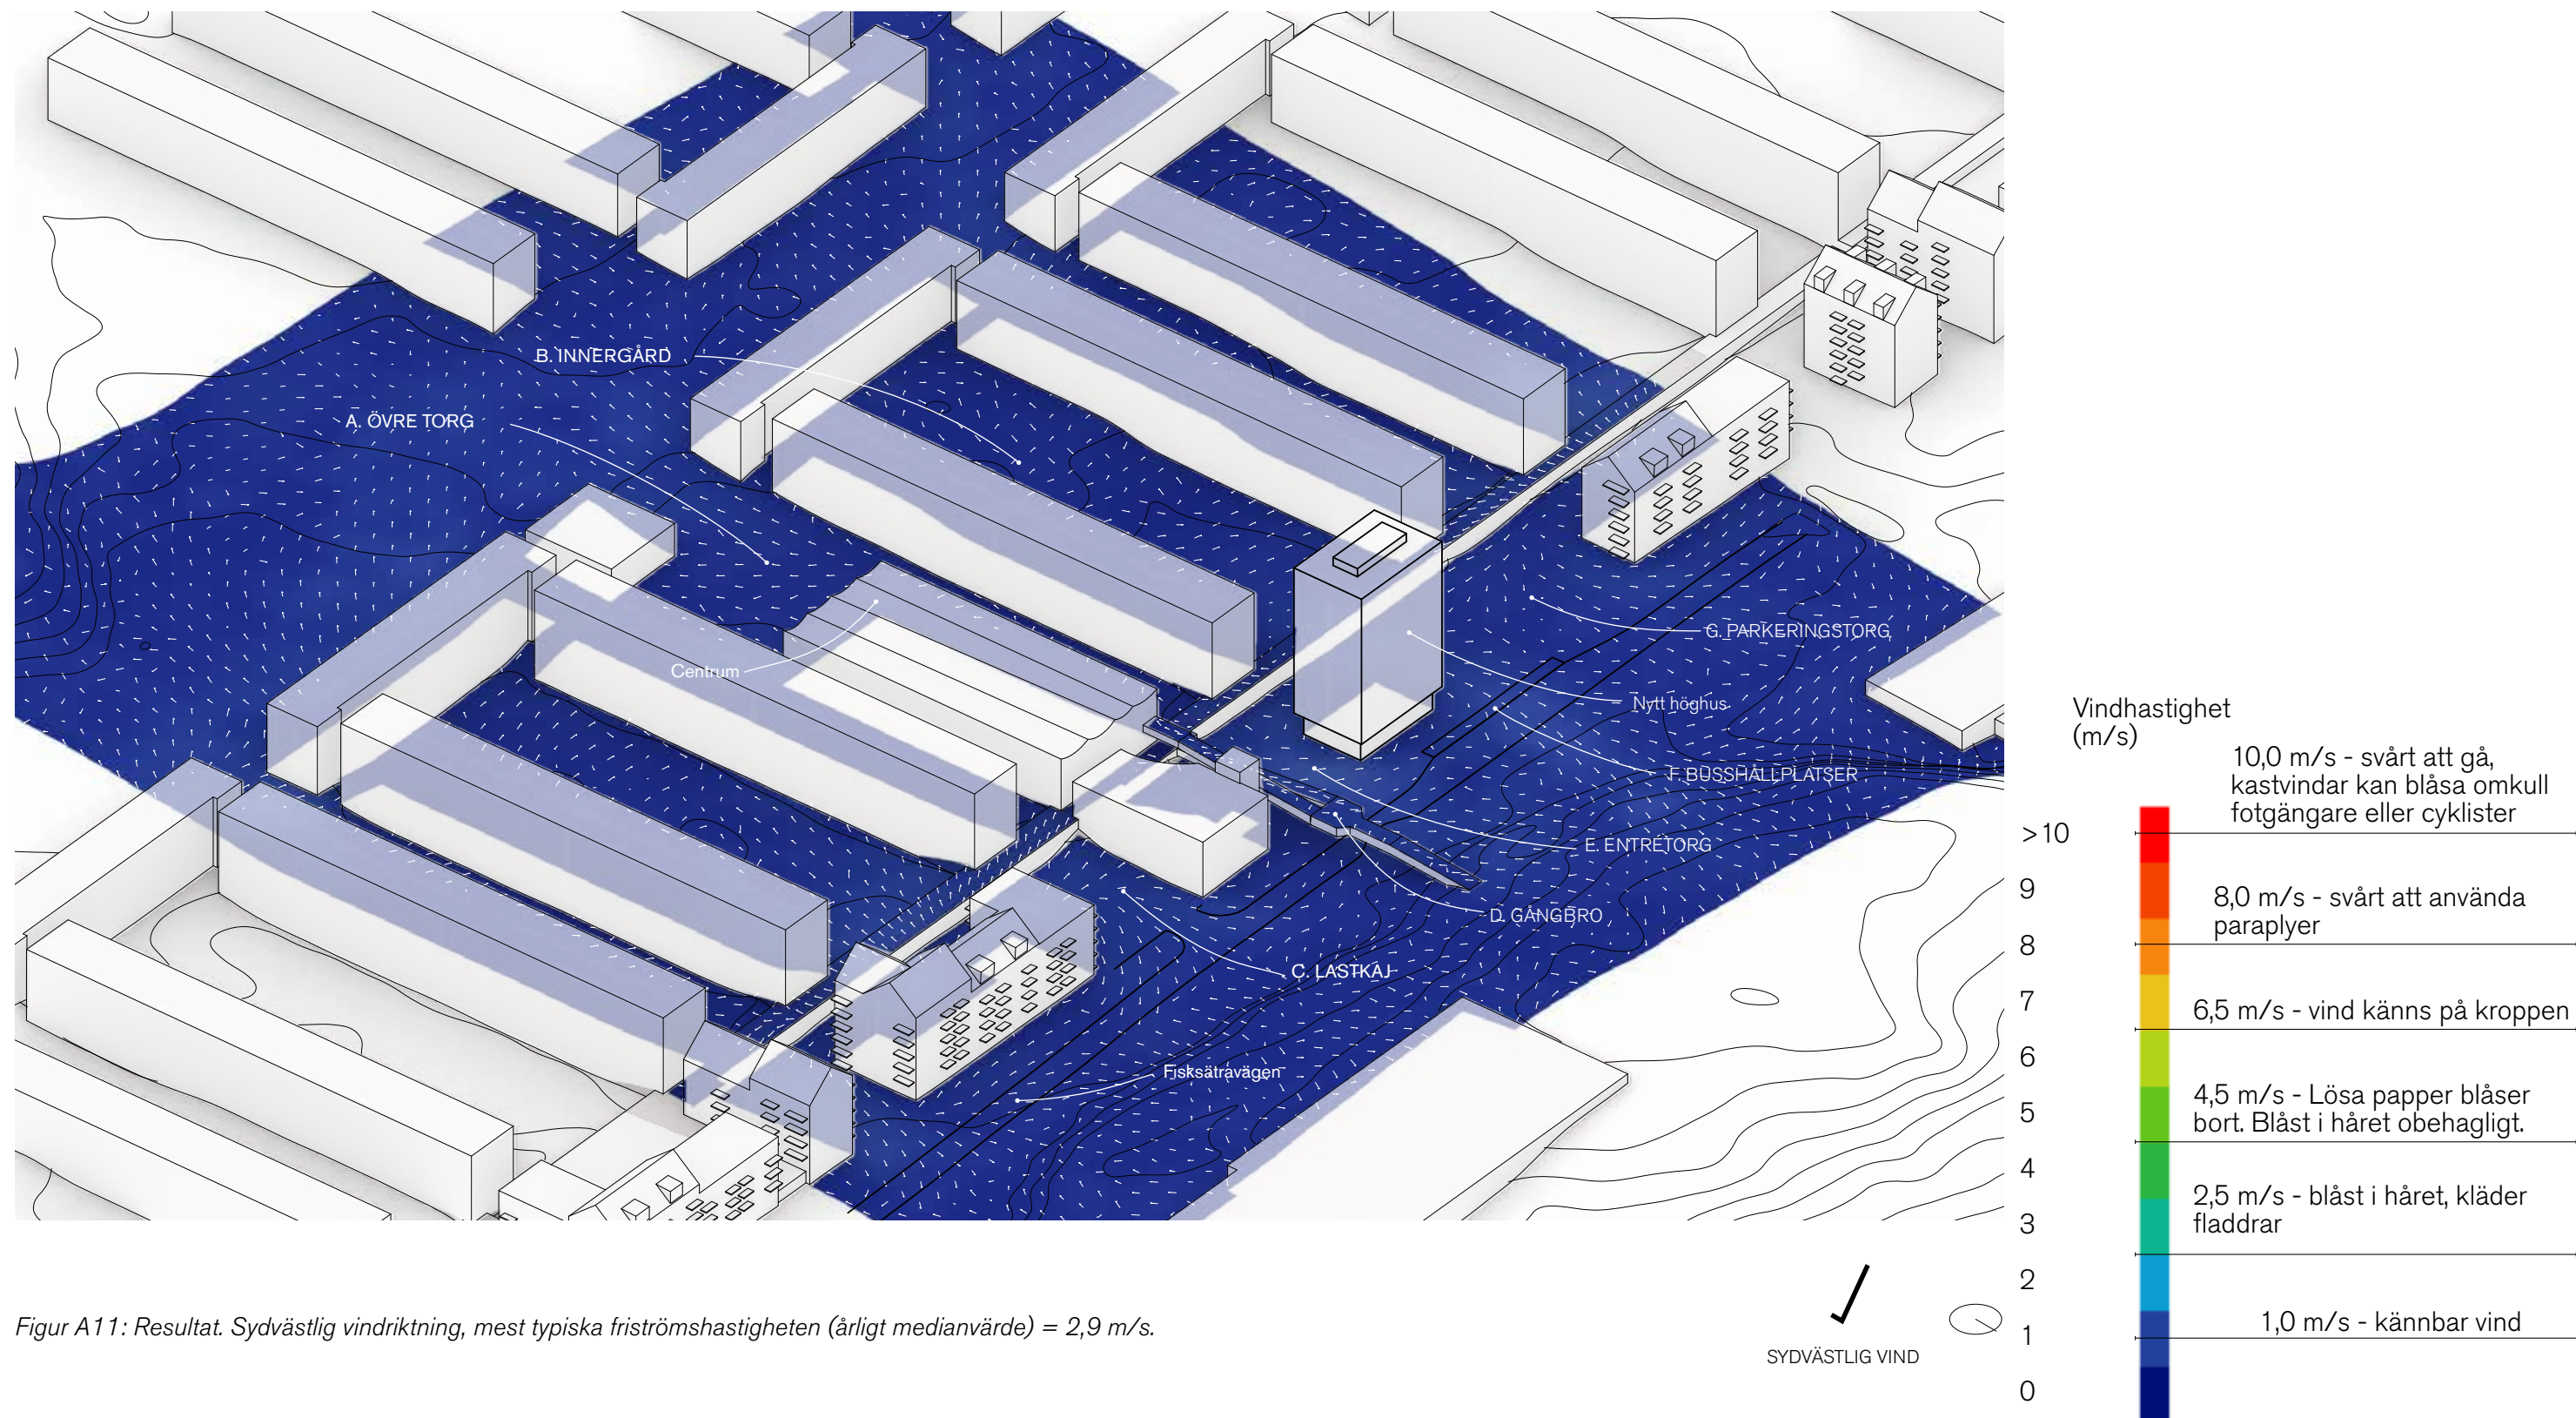 B. INNERGÅRD
A. ÖVRE TORG
Centrum
G. PARKERINGSTORG
Nytt höghus
F. BUSSHÅLLPLATSER
E. ENTRÉTORG
D. GÅNGBRO
C. LASTKAJ
Fisksätravägen
Vindhastighet
(m/s)
10,0 m/s - svårt att gå,
kastvindar kan blåsa omkull
fotgängare eller cyklister
>10
9
8,0 m/s - svårt att använda
paraplyer
8
7
6,5 m/s - vind känns på kroppen
6
5
4,5 m/s - Lösa papper blåser
bort. Blåst i håret obehagligt.
4
3
2,5 m/s - blåst i håret, kläder
fladdrar
2
1
1,0 m/s - kännbar vind
0
SYDVÄSTLIG VIND
Figur A11: Resultat. Sydvästlig vindriktning, mest typiska friströmshastigheten (årligt medianvärde) = 2,9 m/s.